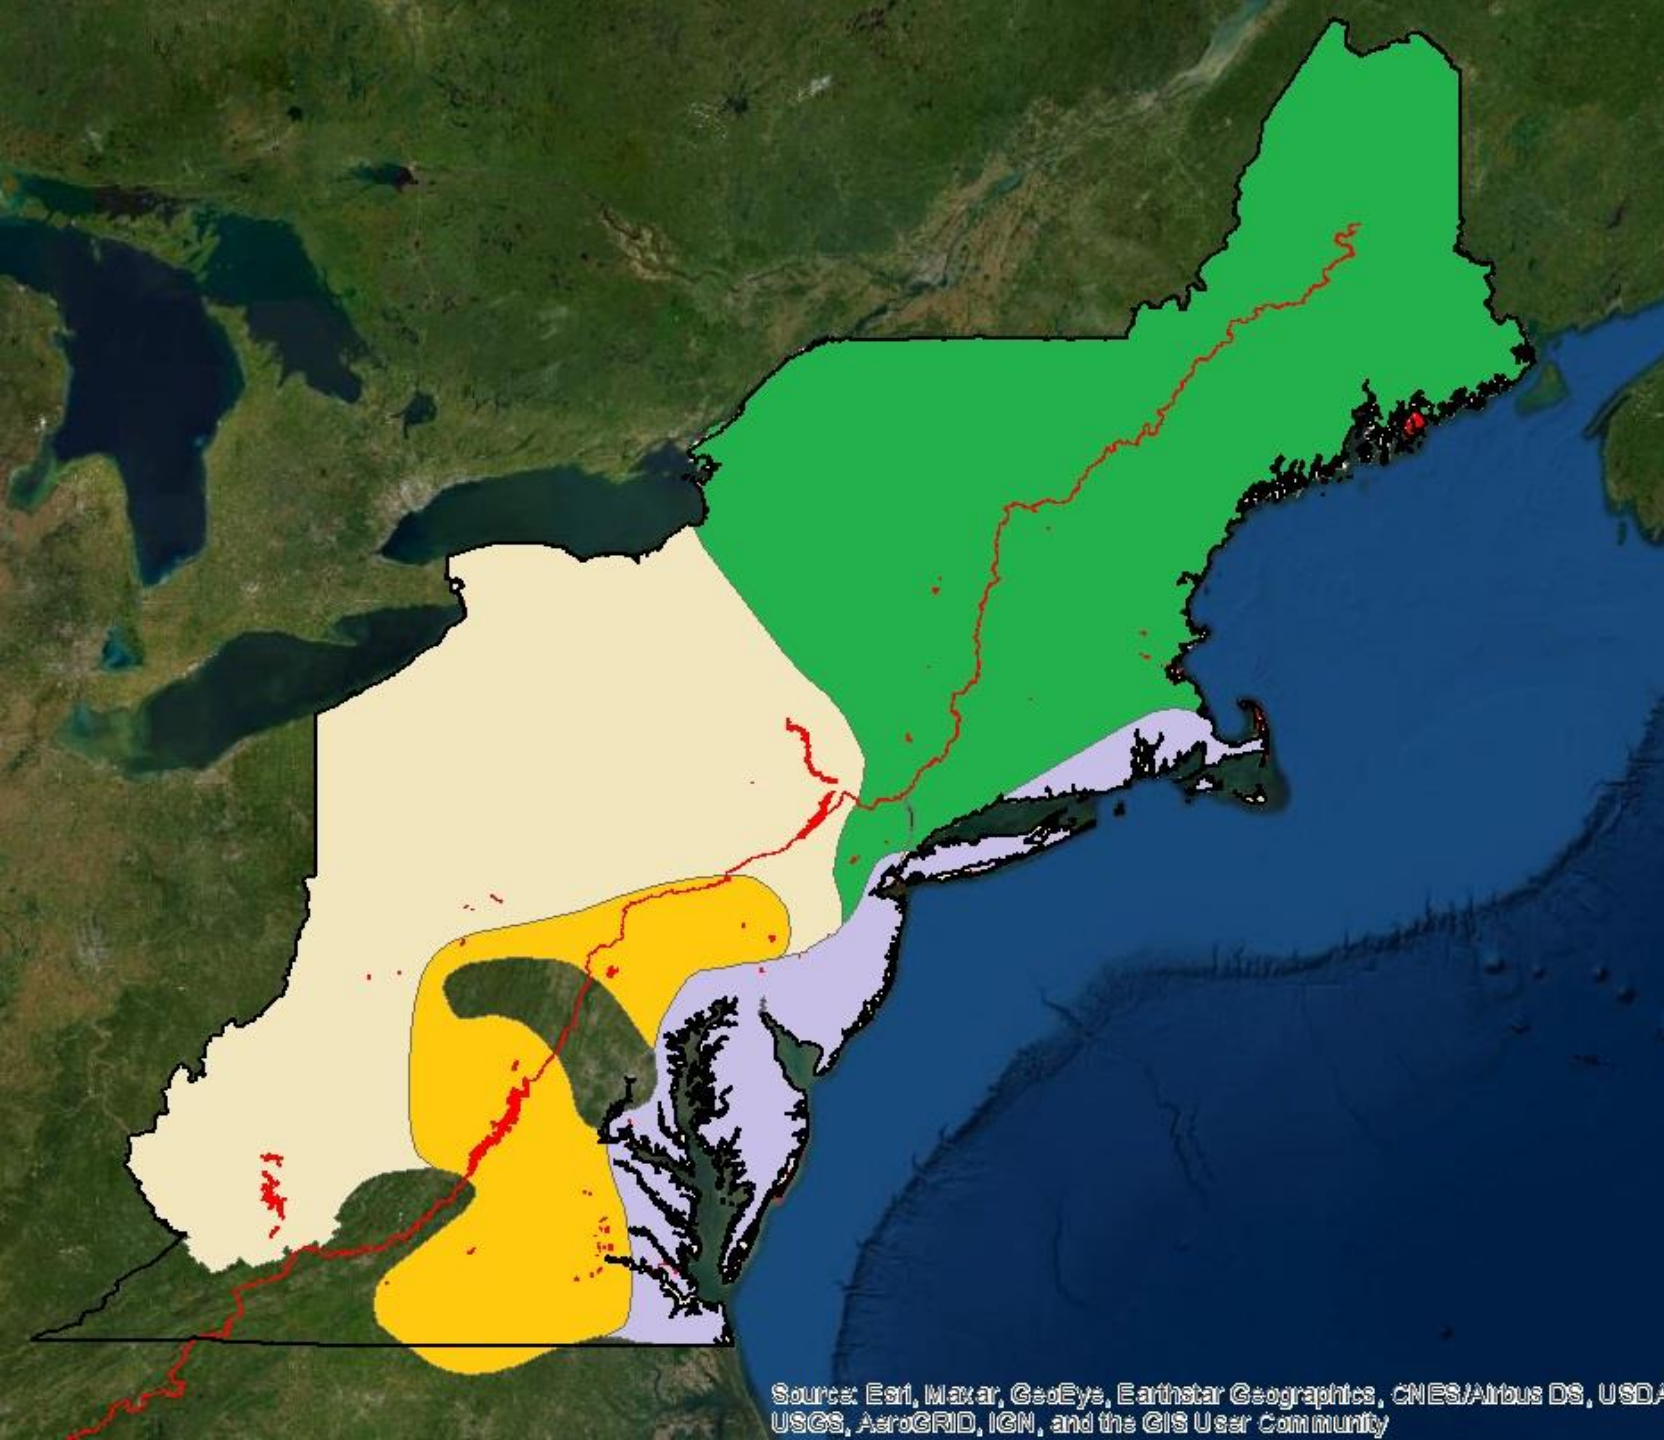 Source: Esri, Maxar, GeoEye, Earthstar Geographics, CNES/Airbus DS, USDA
USGS, AeroGRID, IGN, and the GIS User Community